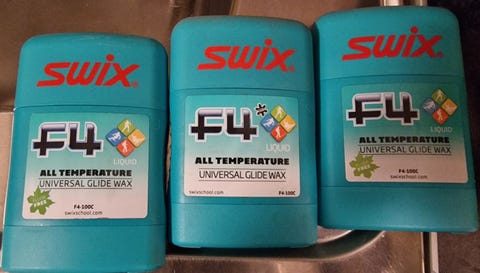 SWIX®
F4
LIQUID
ALL TEMPERATURE
UNIVERSAL GLIDE WAX
F4-100C
swixschool.com
SWIX®
F4
LIQUID
ALL TEMPERATURE
UNIVERSAL GLIDE WAX
F4-100C
swixschool.com
SWIX®
F4
LIQUID
ALL TEMPERATURE
UNIVERSAL GLIDE WAX
F4-100C
swixschool.com